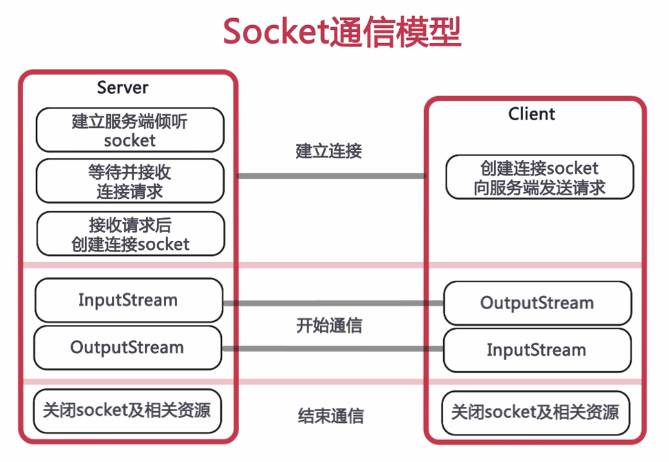 Socket通信模型
Server
建立服务端倾听
socket
等待并接收
连接请求
接收请求后
创建连接socket
InputStream
OutputStream
关闭socket及相关资源
建立连接
开始通信
结束通信
Client
创建连接socket
向服务端发送请求
OutputStream
InputStream
关闭socket及相关资源